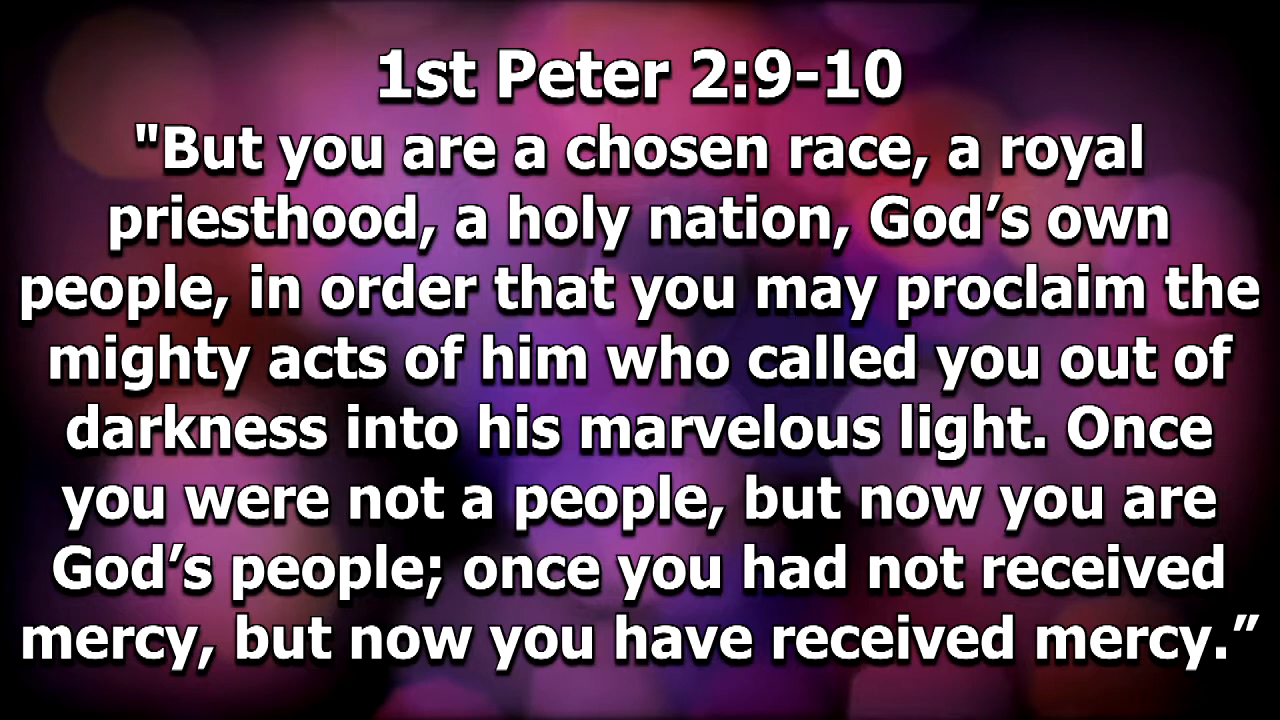 1st Peter 2:9-10
"But you are a chosen race, a royal
priesthood, a holy nation, God’s own
people, in order that you may proclaim the
mighty acts of him who called you out of
darkness into his marvelous light. Once
you were not a people, but now you are
God’s people; once you had not received
mercy, but now you have received mercy.”